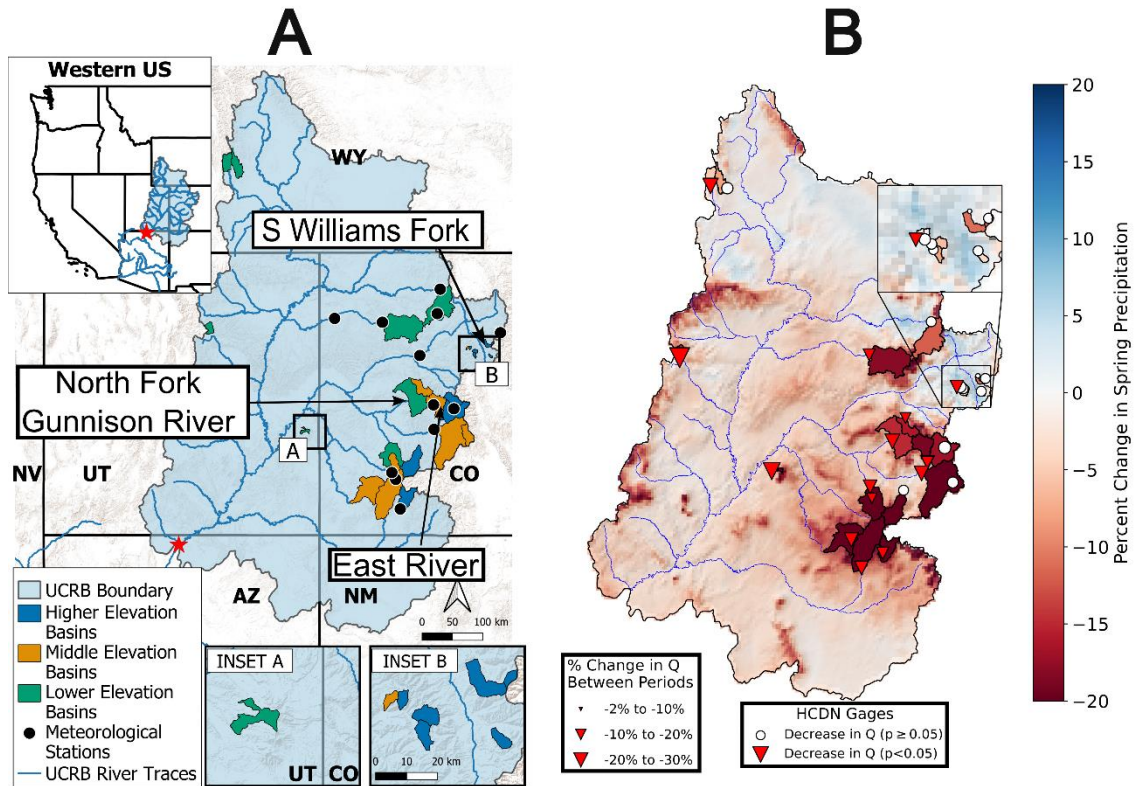 A
Western US
WY
S Williams Fork
B
North Fork
Gunnison River
A
NV
UT
CO
East River
AZ
NM
0 50 100 km
UCRB Boundary
Higher Elevation
Basins
Middle Elevation
Basins
Lower Elevation
Basins
Meteorological
Stations
UCRB River Traces
INSET A
UT
CO
INSET B
0 10 20 km
B
20
15
10
5
0
−5
−10
−15
−20
Percent Change in Spring Precipitation
% Change in Q
Between Periods
-2% to -10%
-10% to -20%
-20% to -30%
HCDN Gages
Decrease in Q (p ≥ 0.05)
Decrease in Q (p<0.05)